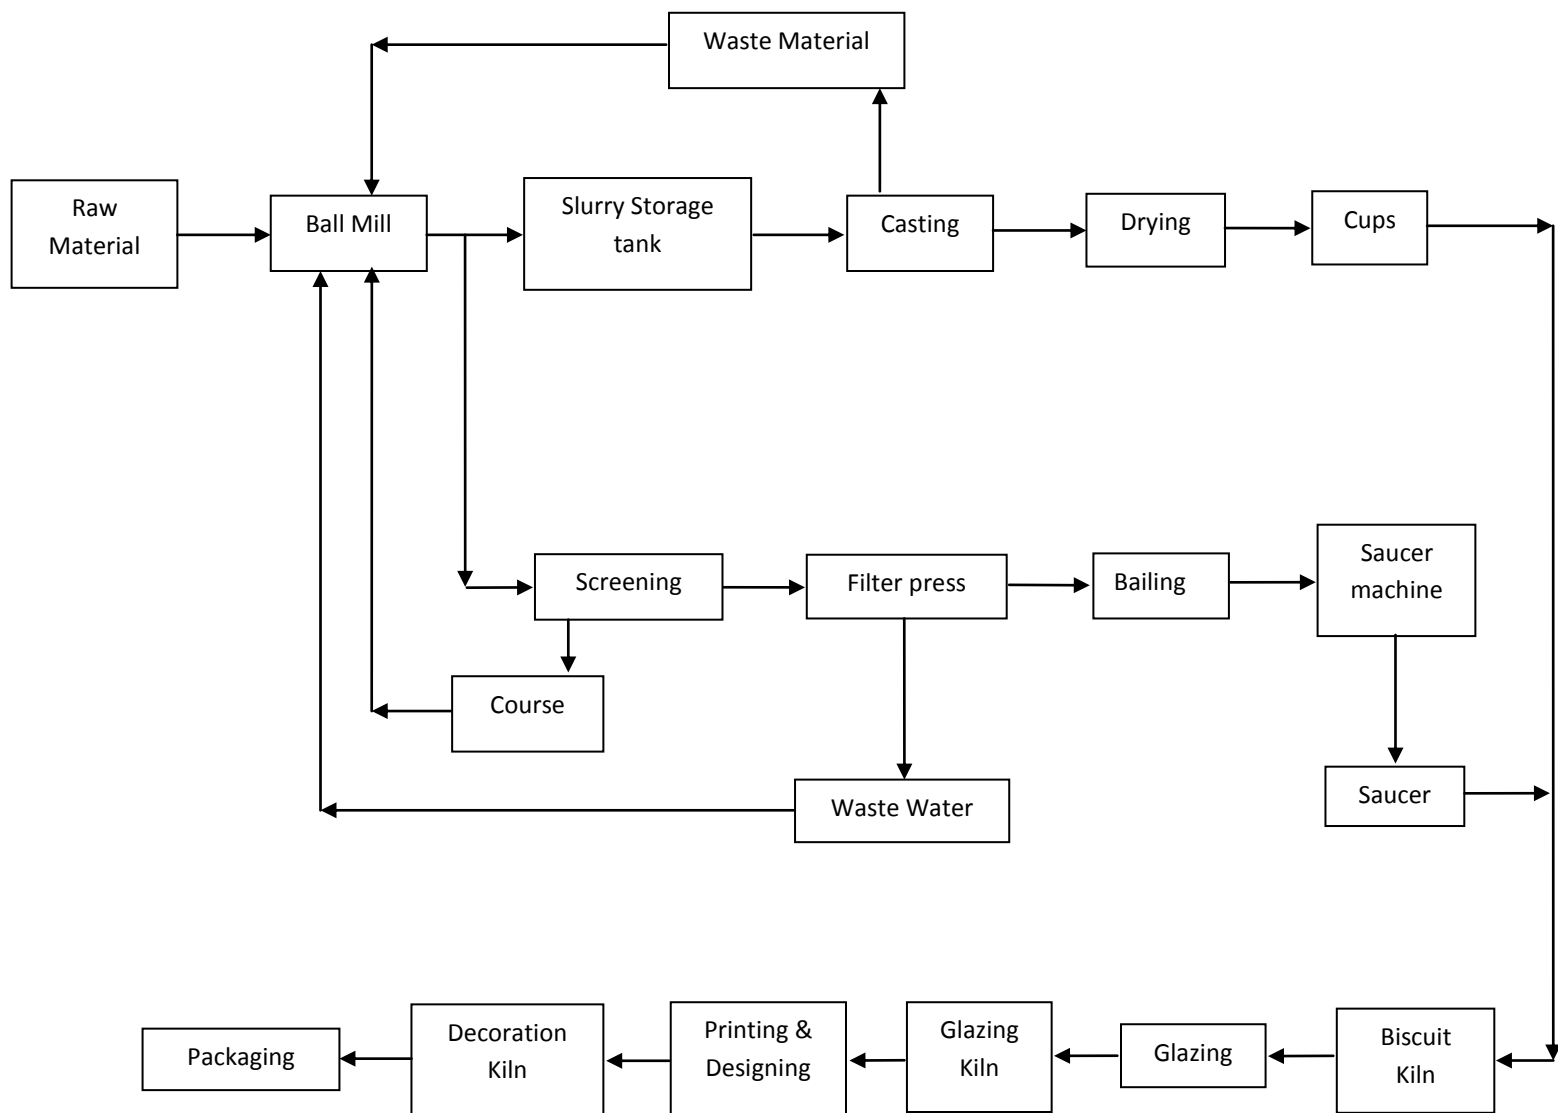 Waste Material
Raw
Material
Ball Mill
Slurry Storage
tank
Casting
Drying
Cups
Screening
Filter press
Bailing
Saucer
machine
Course
Waste Water
Saucer
Packaging
Decoration
Kiln
Printing &
Designing
Glazing
Kiln
Glazing
Biscuit
Kiln